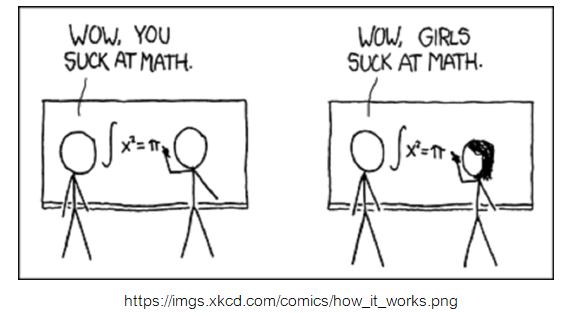 WOW, YOU
SUCK AT MATH.
∫x²=π
WOW, GIRLS
SUCK AT MATH.
∫x²=π
https://imgs.xkcd.com/comics/how_it_works.png